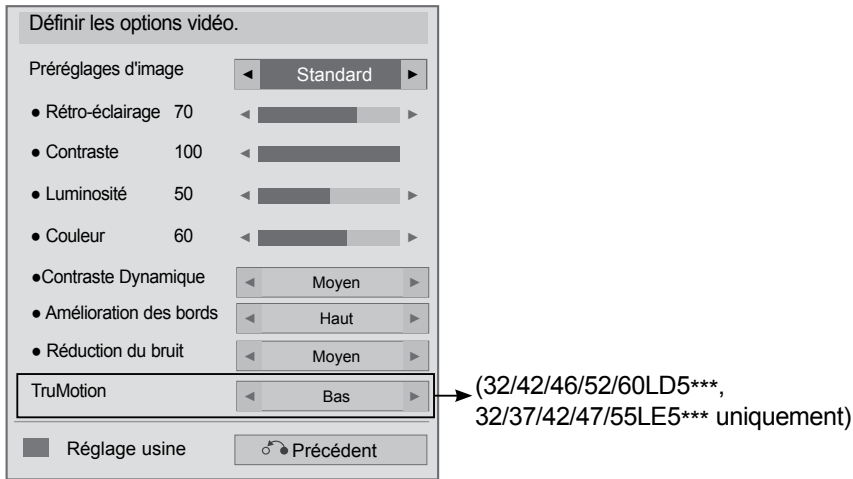 Définir les options vidéo.
Préréglages d'image ◄ Standard ►
● Rétro-éclairage 70 ◄ ►
● Contraste 100 ◄
● Luminosité 50 ◄ ►
● Couleur 60 ◄ ►
●Contraste Dynamique ◄ Moyen ►
● Amélioration des bords ◄ Haut ►
● Réduction du bruit ◄ Moyen ►
TruMotion ◄ Bas ►
(32/42/46/52/60LD5***,
32/37/42/47/55LE5*** uniquement)
Réglage usine Précédent